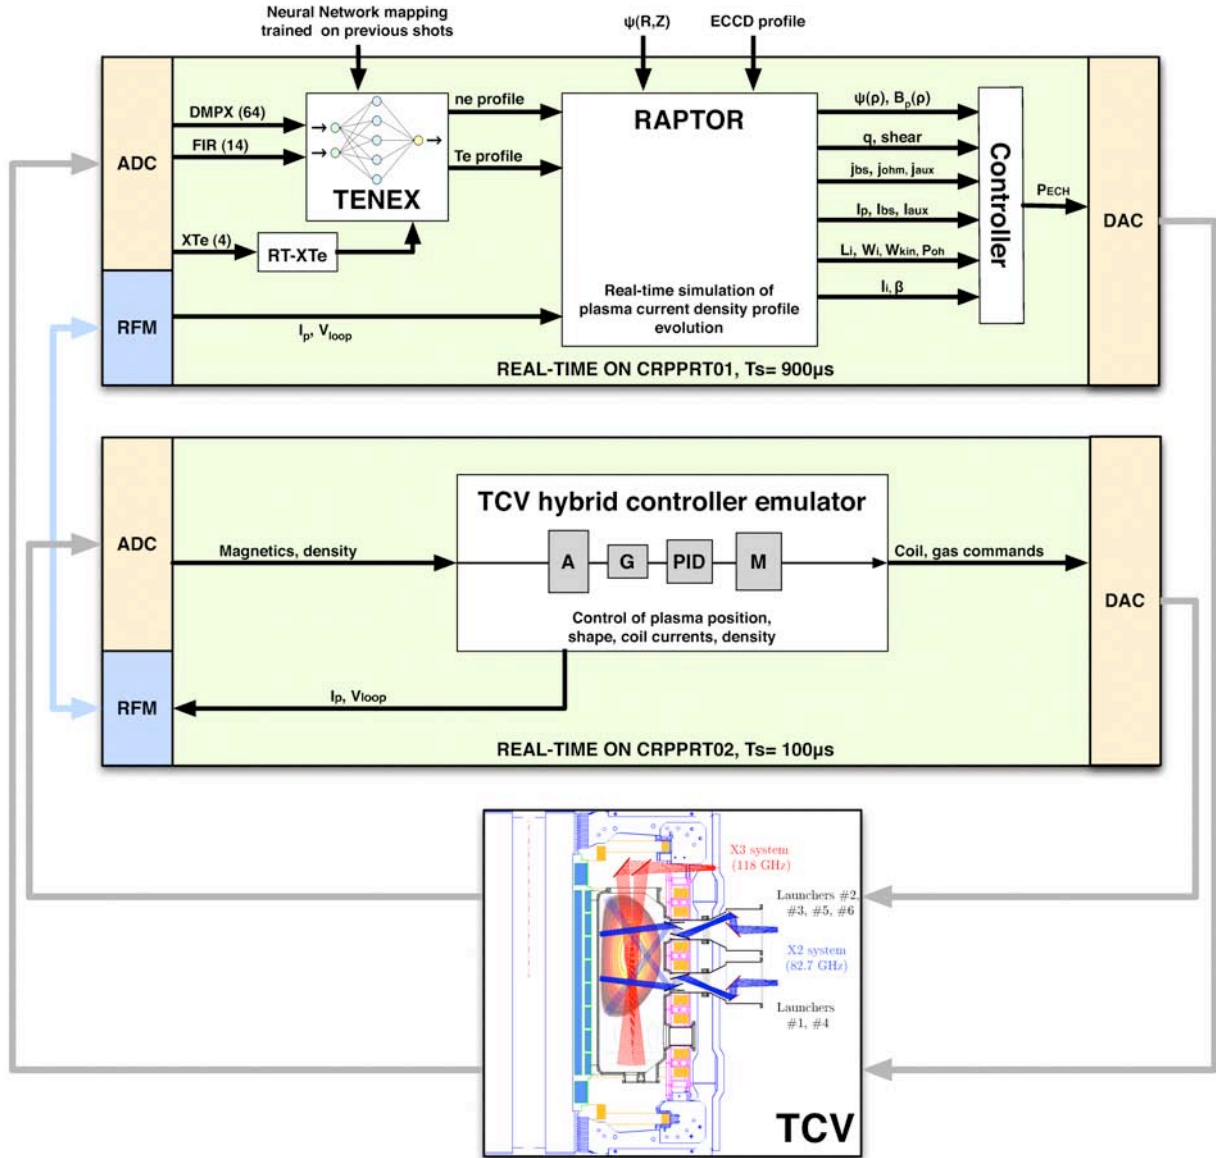 Neural Network mapping
trained on previous shots
ψ(R,Z)
ECCD profile
ADC
DMPX (64)
FIR (14)
TENEX
XTe (4)
RT-XTe
ne profile
Te profile
RAPTOR
Real-time simulation of
plasma current density profile
evolution
ψ(ρ), Bp(ρ)
q, shear
jbs, johm, jaux
Ip, Ibs, Iaux
Li, Wi, Wkin, Poh
Ii, β
Controller
PECH
DAC
RFM
Ip, Vloop
REAL-TIME ON CRPPRT01, Ts= 900µs
ADC
Magnetics, density
TCV hybrid controller emulator
A
G
PID
M
Control of plasma position,
shape, coil currents, density
Coil, gas commands
DAC
RFM
Ip, Vloop
REAL-TIME ON CRPPRT02, Ts= 100µs
X3 system
(118 GHz)
Launchers #2,
#3, #5, #6
X2 system
(82.7 GHz)
Launchers
#1, #4
TCV